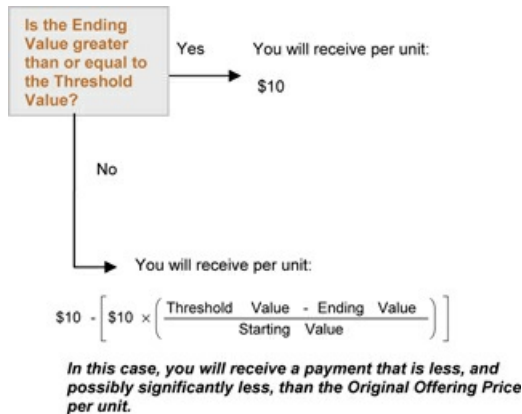 Is the Ending
Value greater
than or equal to
the Threshold
Value?
Yes
You will receive per unit:
$10
No
You will receive per unit:
$10 - [ $10 × ( Threshold Value - Ending Value
Starting Value ) ]
In this case, you will receive a payment that is less, and
possibly significantly less, than the Original Offering Price
per unit.